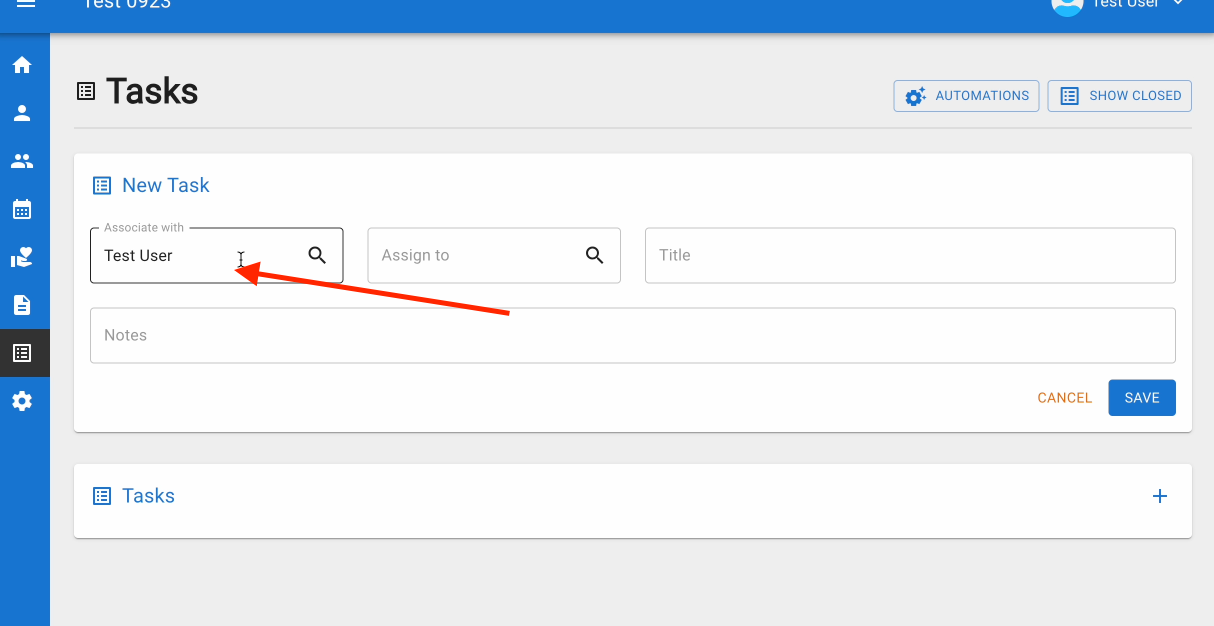 Test 0923
Test User
Tasks
AUTOMATIONS
SHOW CLOSED
New Task
Associate with
Test User
Assign to
Title
Notes
CANCEL
SAVE
Tasks